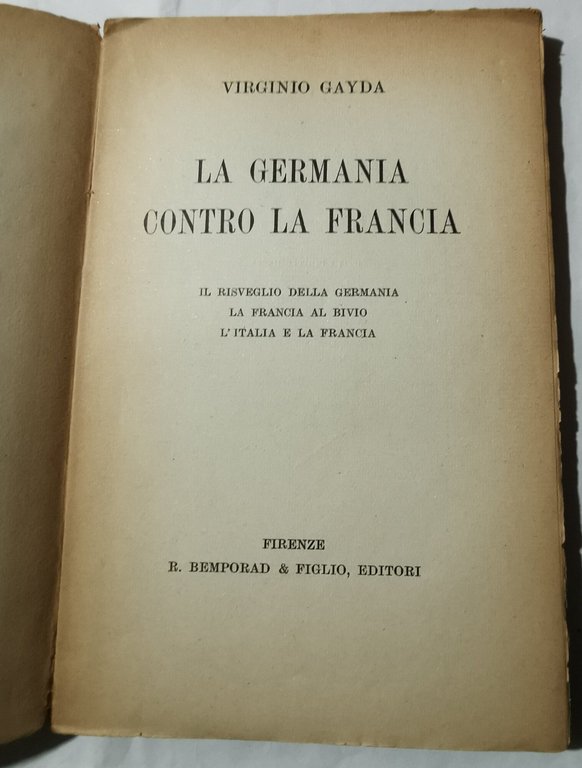 VIRGINIO GAYDA
LA GERMANIA
CONTRO LA FRANCIA
IL RISVEGLIO DELLA GERMANIA
LA FRANCIA AL BIVIO
L'ITALIA E LA FRANCIA
FIRENZE
R. BEMPORAD & FIGLIO, EDITORI